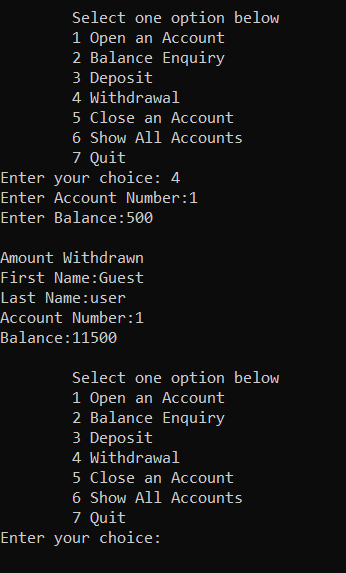 Select one option below
1 Open an Account
2 Balance Enquiry
3 Deposit
4 Withdrawal
5 Close an Account
6 Show All Accounts
7 Quit
Enter your choice: 4
Enter Account Number:1
Enter Balance:500
Amount Withdrawn
First Name:Guest
Last Name:user
Account Number:1
Balance:11500
Select one option below
1 Open an Account
2 Balance Enquiry
3 Deposit
4 Withdrawal
5 Close an Account
6 Show All Accounts
7 Quit
Enter your choice: